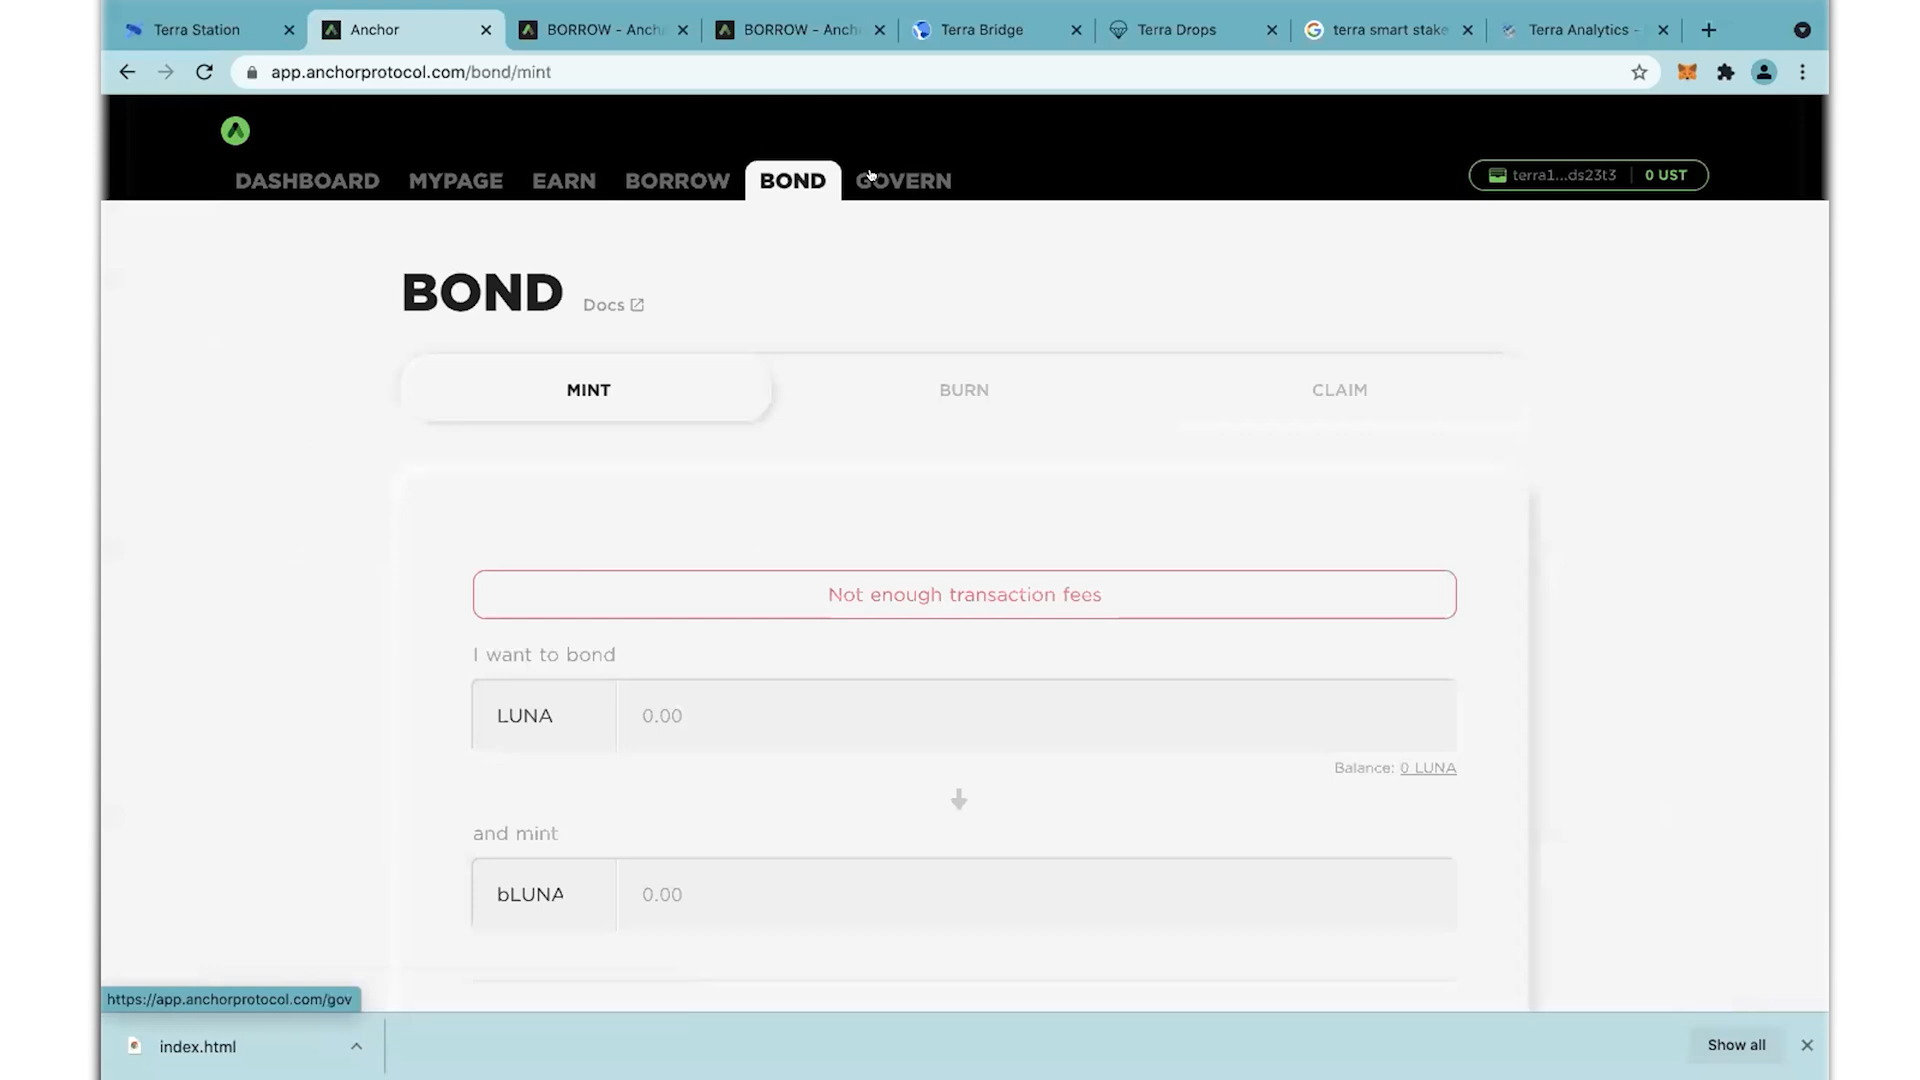 Terra Station
Anchor
BORROW - Anch
BORROW - Anch
Terra Bridge
Terra Drops
terra smart stake
Terra Analytics -
app.anchorprotocol.com/bond/mint
DASHBOARD
MYPAGE
EARN
BORROW
BOND
GOVERN
terra1...ds23t3
0 UST
BOND
Docs
MINT
BURN
CLAIM
Not enough transaction fees
I want to bond
LUNA
0.00
Balance: 0 LUNA
and mint
bLUNA
0.00
https://app.anchorprotocol.com/gov
index.html
Show all